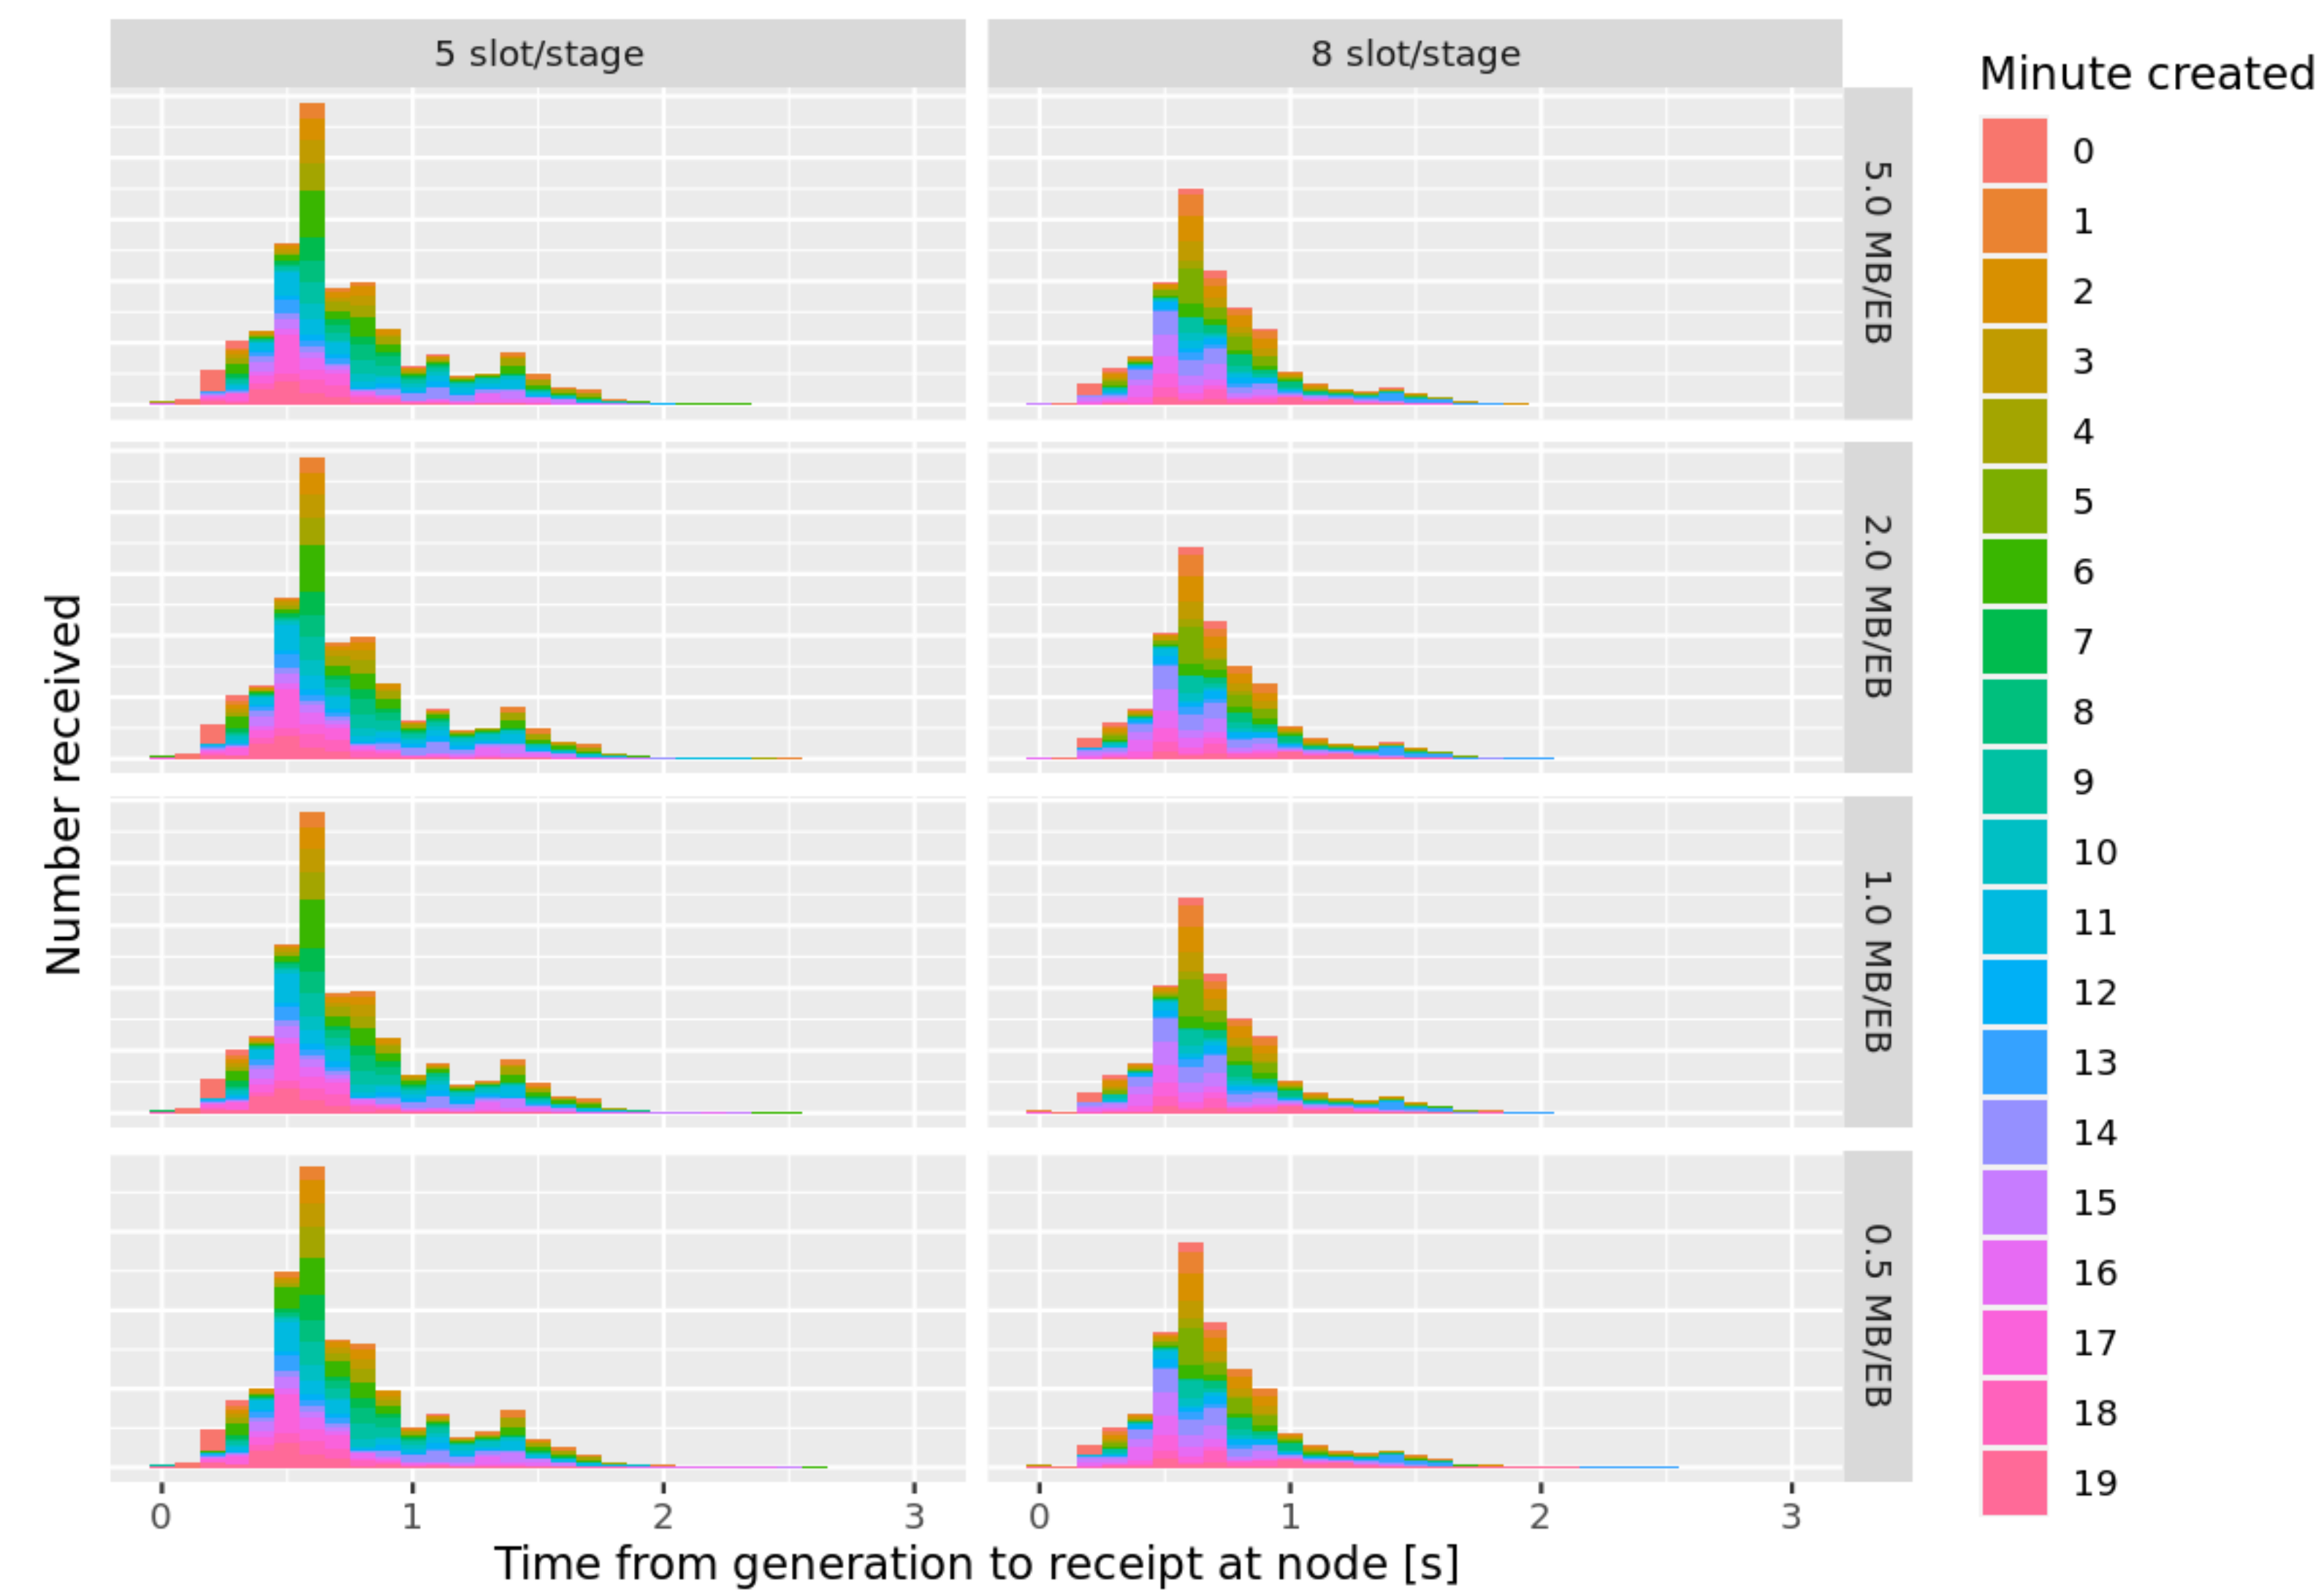 5 slot/stage
8 slot/stage
Minute created
0
1
2
3
4
5
6
7
8
9
10
11
12
13
14
15
16
17
18
19
5.0 MB/EB
2.0 MB/EB
1.0 MB/EB
0.5 MB/EB
Number received
0 1 2 3
0 1 2 3
Time from generation to receipt at node [s]